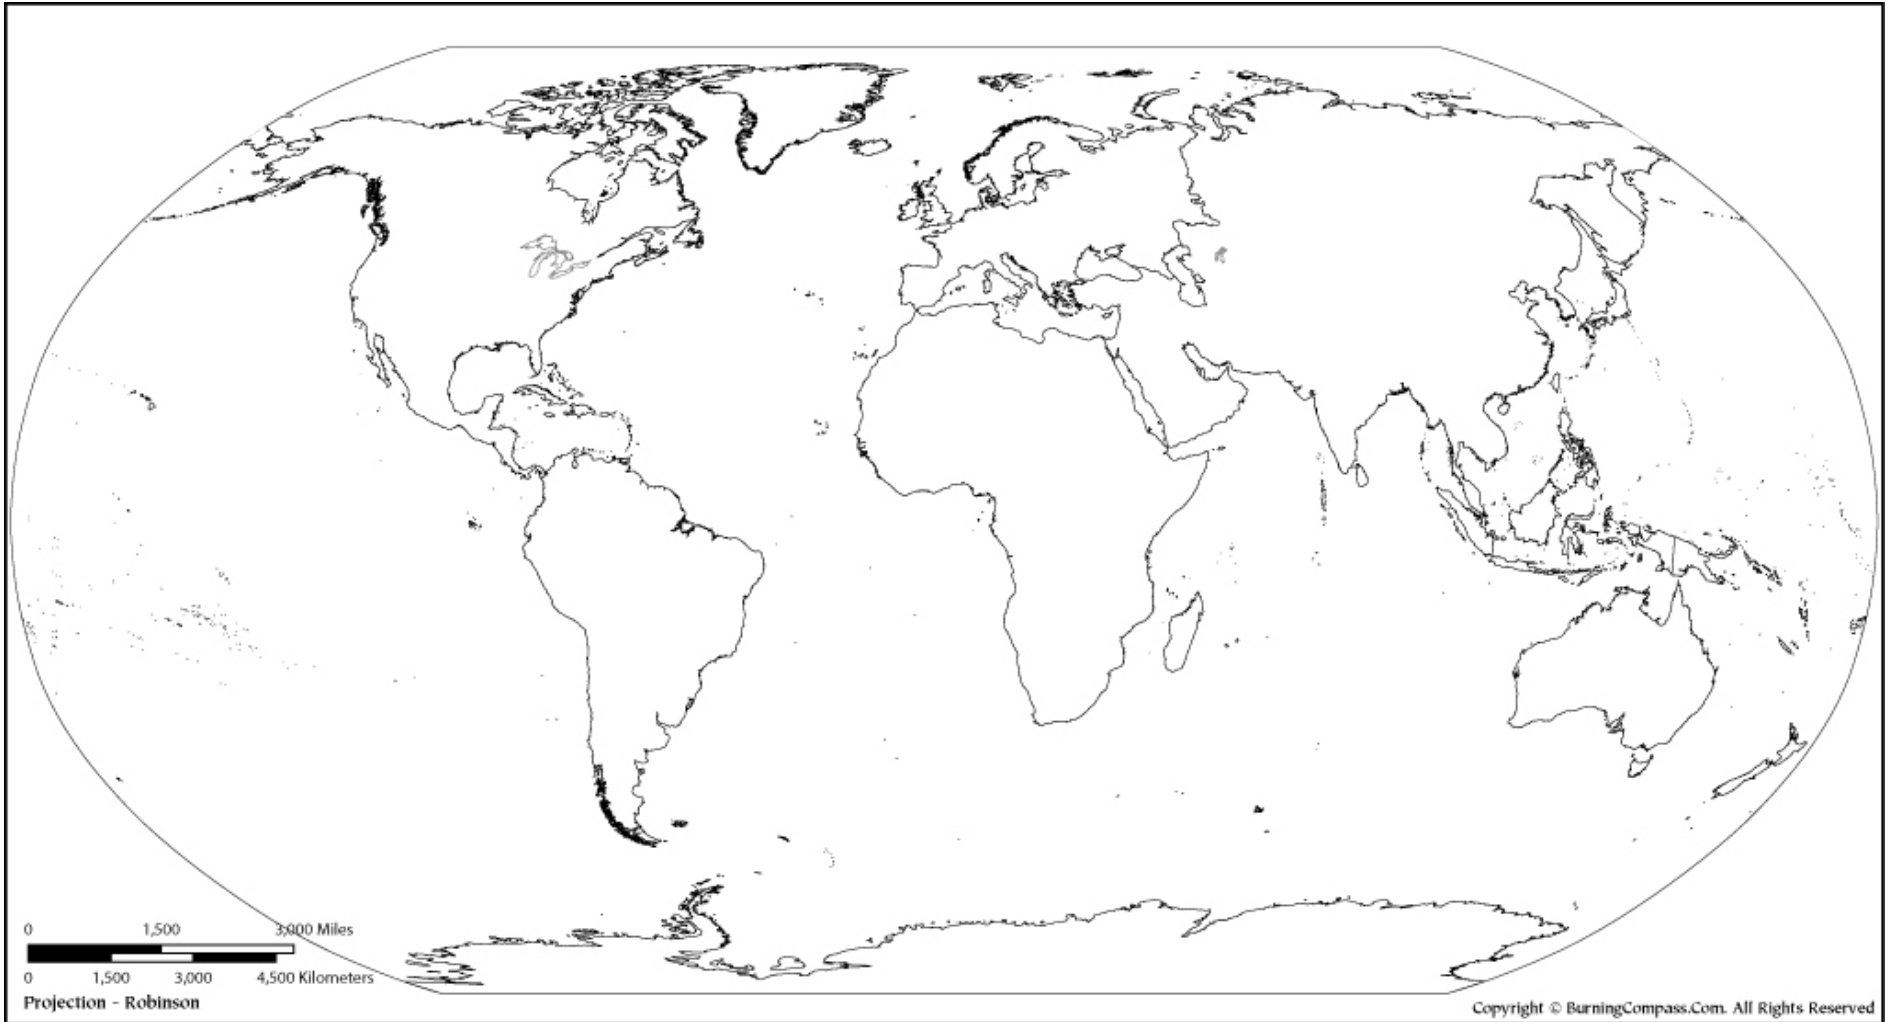 0 1,500 3,000 Miles
0 1,500 3,000 4,500 Kilometers
Projection - Robinson
Copyright © BurningCompass.Com. All Rights Reserved